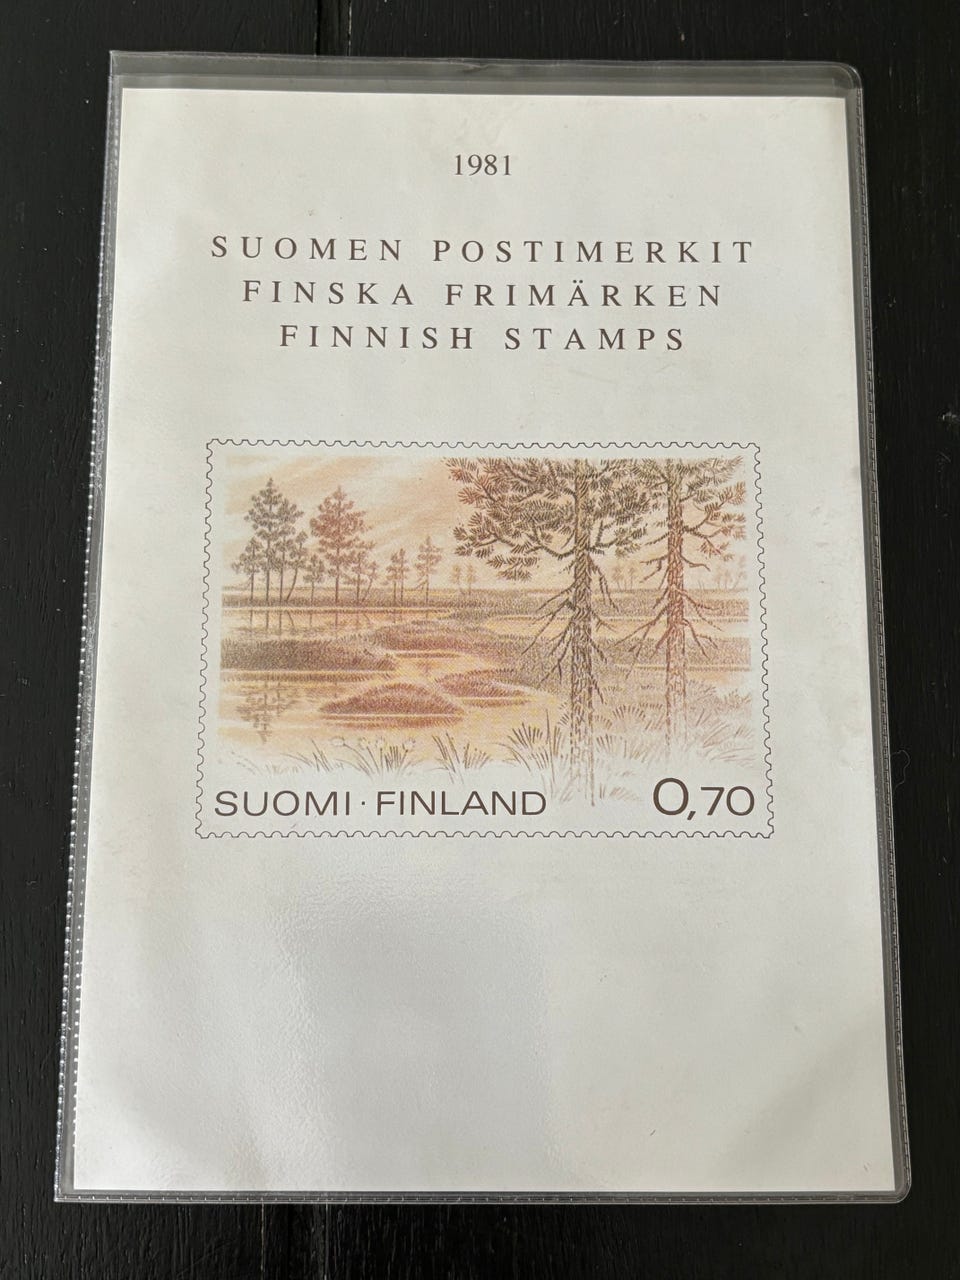 1981
SUOMEN POSTIMERKIT
FINSKA FRIMÄRKEN
FINNISH STAMPS
SUOMI · FINLAND 0,70